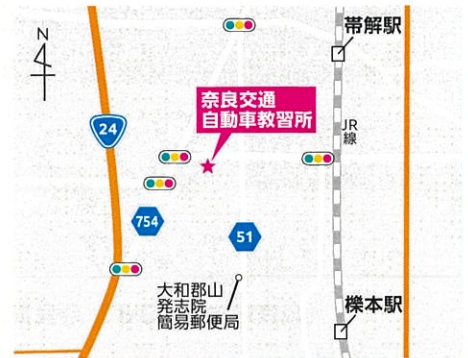 N
帯解駅
24
奈良交通
自動車教習所
JR
線
754
51
大和郡山
発志院
簡易郵便局
櫟本駅